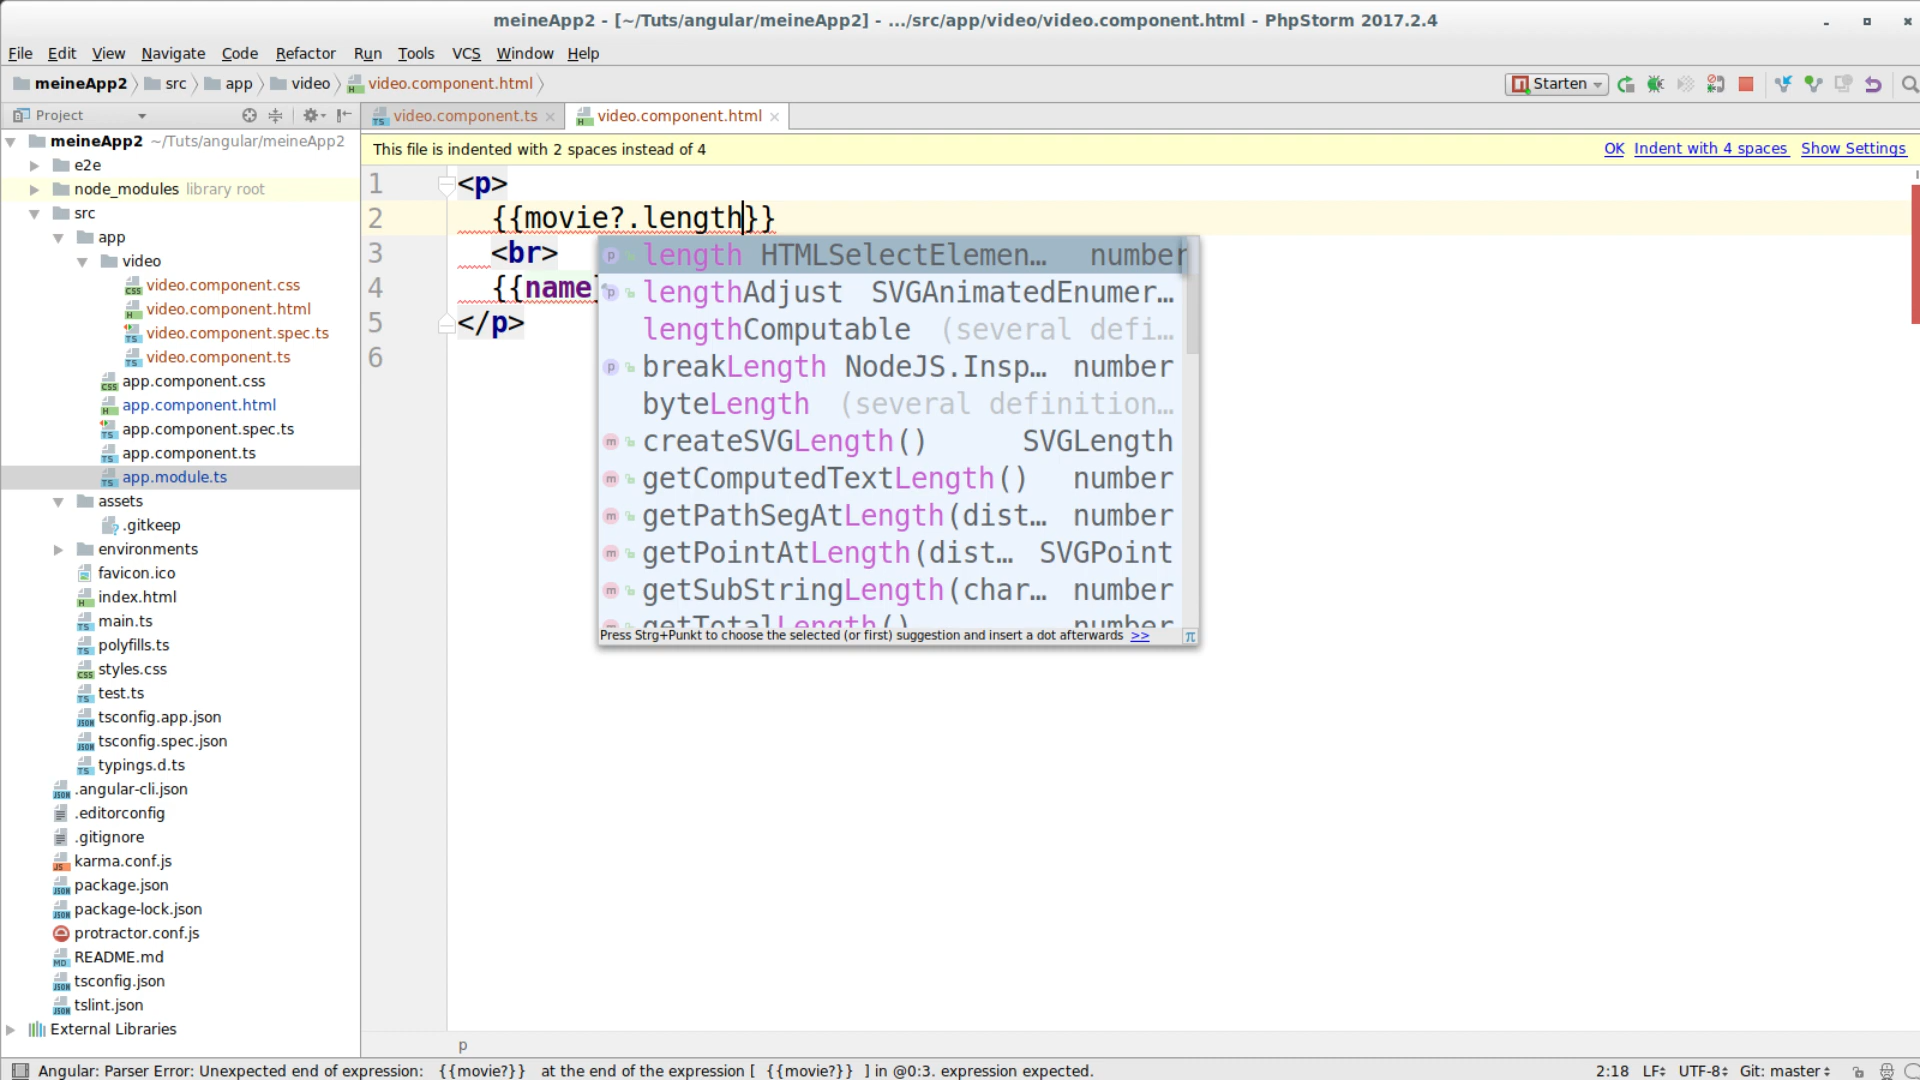 meineApp2 - [~/Tuts/angular/meineApp2] - .../src/app/video/video.component.html - PhpStorm 2017.2.4
File Edit View Navigate Code Refactor Run Tools VCS Window Help
meineApp2 src app video video.component.html Starten
Project
video.component.ts video.component.html
This file is indented with 2 spaces instead of 4 OK Indent with 4 spaces Show Settings
meineApp2 ~/Tuts/angular/meineApp2
e2e
node_modules library root
src
app
video
video.component.css
video.component.html
video.component.spec.ts
video.component.ts
app.component.css
app.component.html
app.component.spec.ts
app.component.ts
app.module.ts
assets
.gitkeep
environments
favicon.ico
index.html
main.ts
polyfills.ts
styles.css
test.ts
tsconfig.app.json
tsconfig.spec.json
typings.d.ts
.angular-cli.json
.editorconfig
.gitignore
karma.conf.js
package.json
package-lock.json
protractor.conf.js
README.md
tsconfig.json
tslint.json
External Libraries
1 <p>
2 {{movie?.length}}
3 <br>
4 {{name
5 </p>
6
length HTMLSelectElemen… number
lengthAdjust SVGAnimatedEnumer…
lengthComputable (several defi…
breakLength NodeJS.Insp… number
byteLength (several definition…
createSVGLength() SVGLength
getComputedTextLength() number
getPathSegAtLength(dist… number
getPointAtLength(dist… SVGPoint
getSubStringLength(char… number
getTotalLength() number
Press Strg+Punkt to choose the selected (or first) suggestion and insert a dot afterwards >> π
p
Angular: Parser Error: Unexpected end of expression: {{movie?}} at the end of the expression [ {{movie?}} ] in @0:3. expression expected. 2:18 LF UTF-8 Git: master